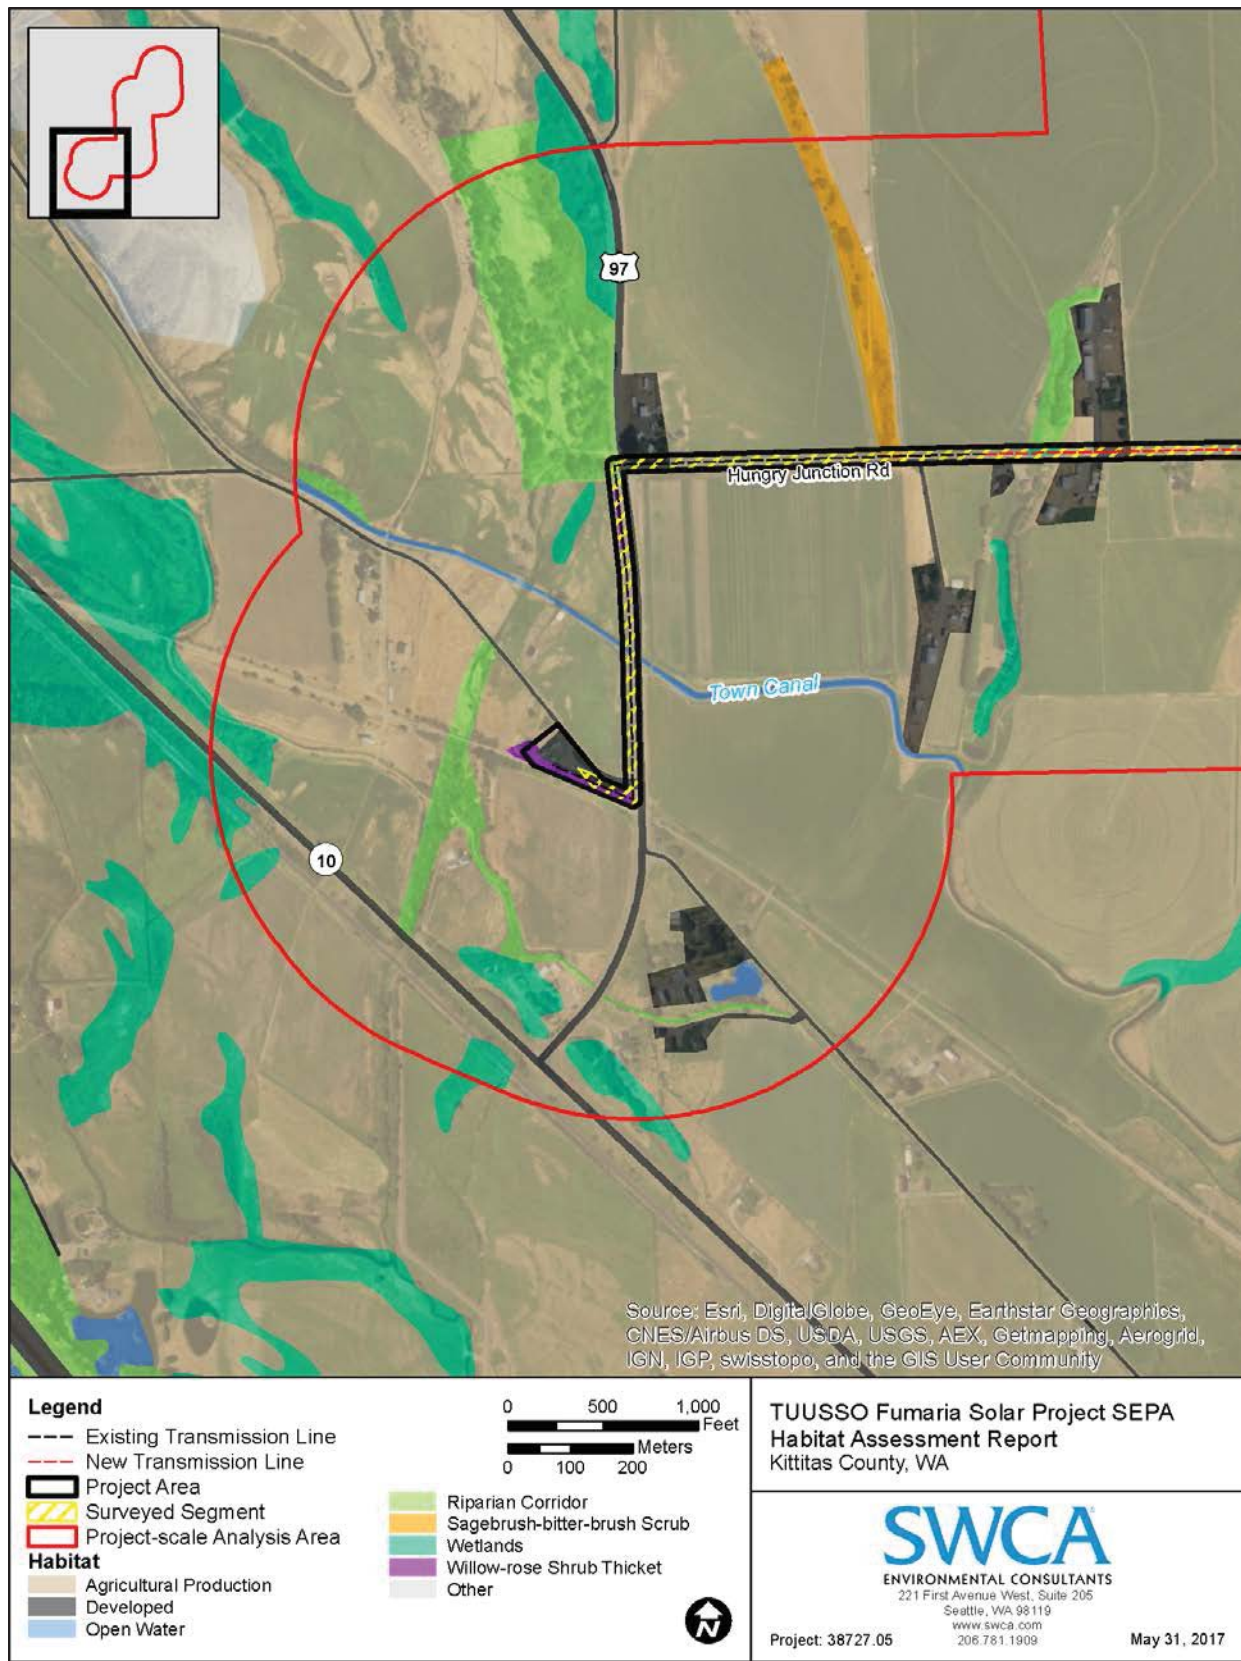 97
Hungry Junction Rd
Town Canal
10
Source: Esri, DigitalGlobe, GeoEye, Earthstar Geographics,
CNES/Airbus DS, USDA, USGS, AEX, Getmapping, Aerogrid,
IGN, IGP, swisstopo, and the GIS User Community
Legend
Existing Transmission Line
New Transmission Line
Project Area
Surveyed Segment
Project-scale Analysis Area
Habitat
Agricultural Production
Developed
Open Water
0 500 1,000
Feet
Meters
0 100 200
Riparian Corridor
Sagebrush-bitter-brush Scrub
Wetlands
Willow-rose Shrub Thicket
Other
N
TUUSSO Fumaria Solar Project SEPA
Habitat Assessment Report
Kittitas County, WA
SWCA
ENVIRONMENTAL CONSULTANTS
221 First Avenue West, Suite 205
Seattle, WA 98119
www.swca.com
206.781.1909
Project: 38727.05
May 31, 2017